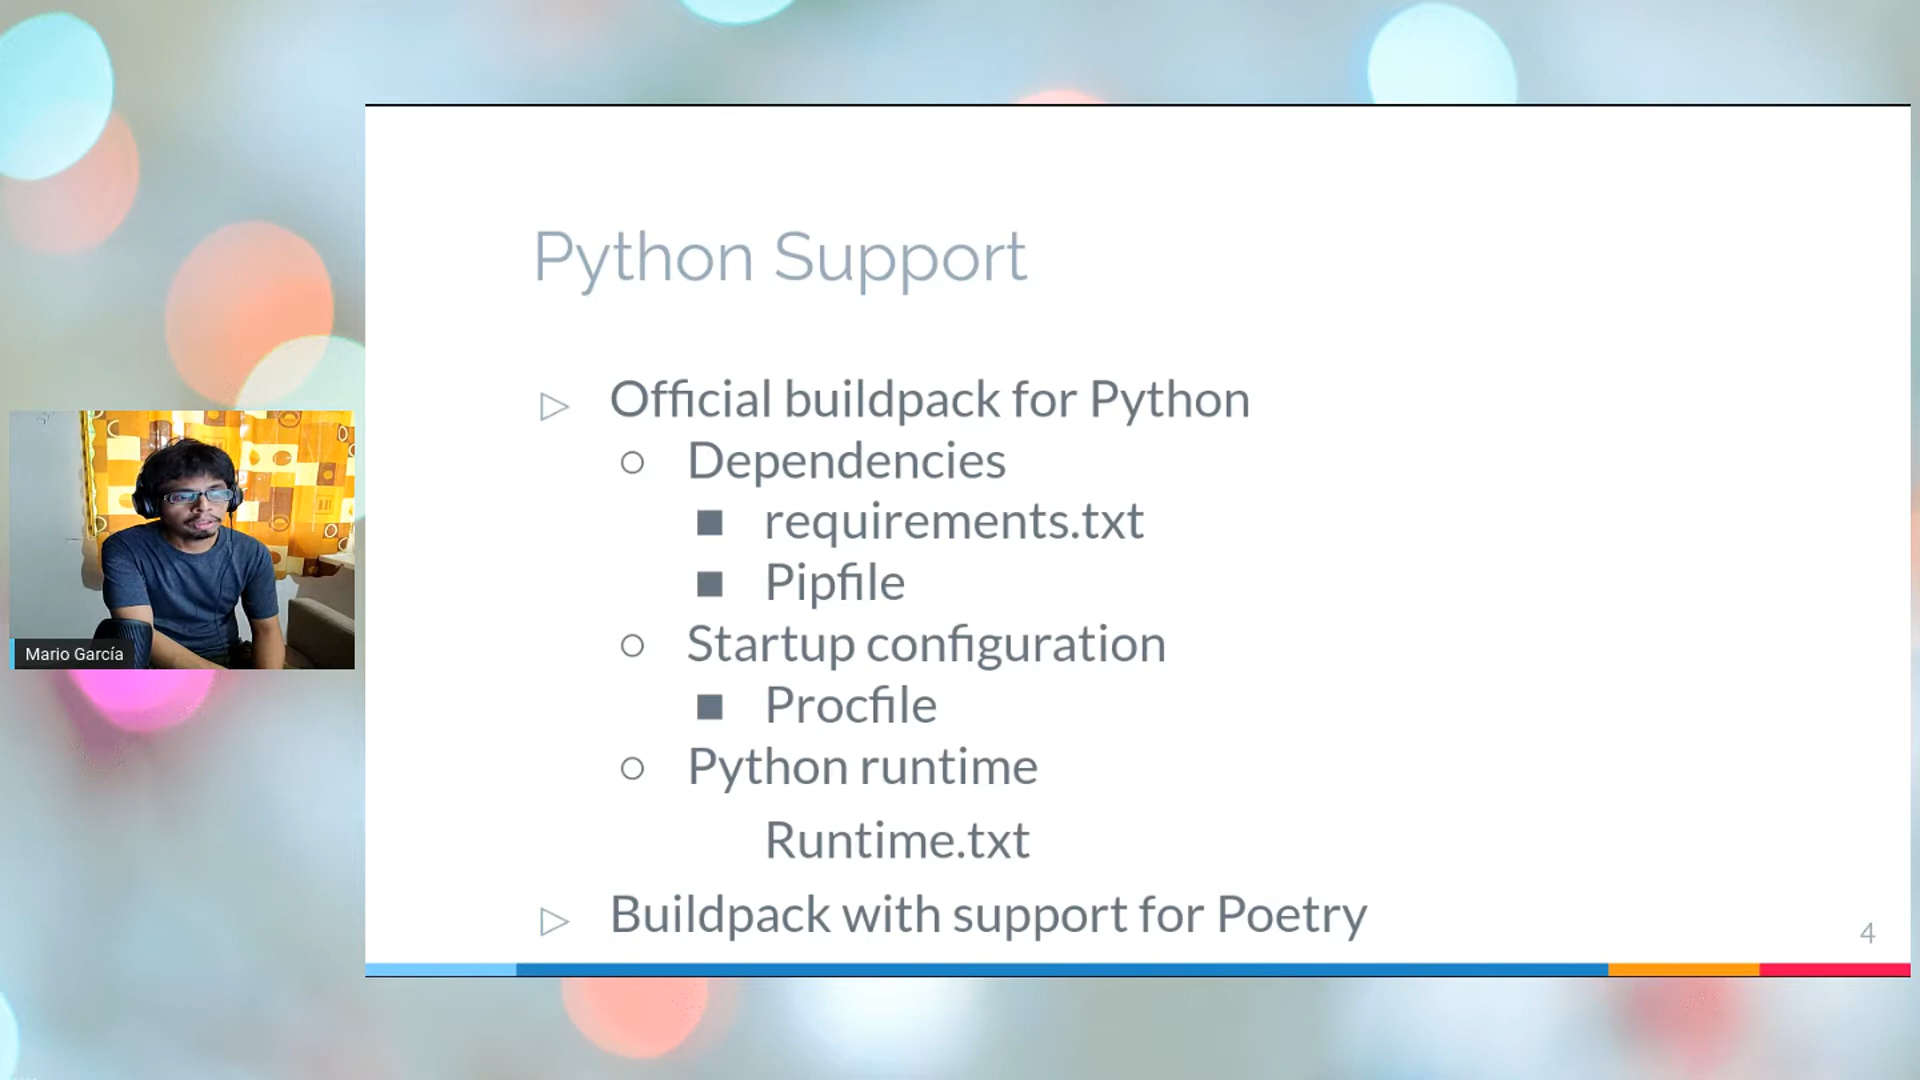 Python Support
▷ Official buildpack for Python
○ Dependencies
■ requirements.txt
■ Pipfile
○ Startup configuration
■ Procfile
○ Python runtime
Runtime.txt
▷ Buildpack with support for Poetry
4
Mario García